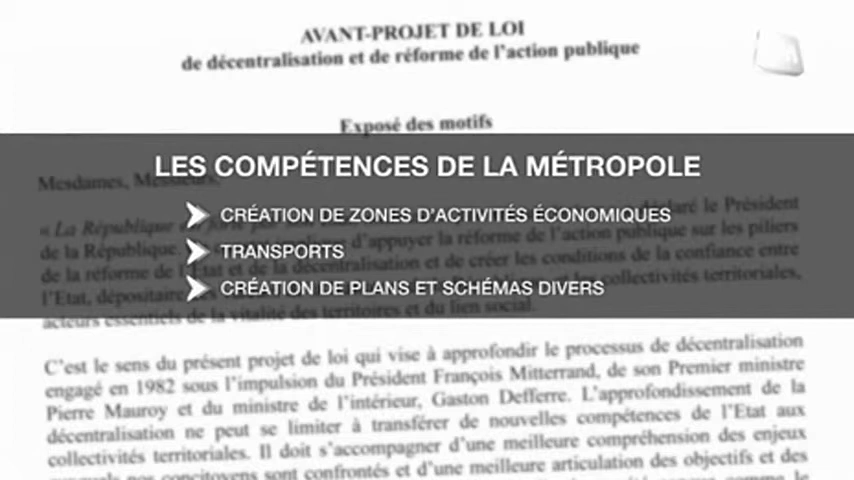 AVANT-PROJET DE LOI
de décentralisation et de réforme de l'action publique
Exposé des motifs
LES COMPÉTENCES DE LA MÉTROPOLE
Mesdames, Messieurs,
CRÉATION DE ZONES D'ACTIVITÉS ÉCONOMIQUES
« La République le Président
TRANSPORTS
de la République. d'appuyer la réforme de l'action publique sur les piliers
de la réforme de l'Etat et de la décentralisation et de créer les conditions de la confiance entre
CRÉATION DE PLANS ET SCHÉMAS DIVERS
l'Etat, dépositaire collectivités territoriales,
acteurs essentiels de la vitalité des territoires et du lien social.
C'est le sens du présent projet de loi qui vise à approfondir le processus de décentralisation
engagé en 1982 sous l'impulsion du Président François Mitterrand, de son Premier ministre
Pierre Mauroy et du ministre de l'intérieur, Gaston Defferre. L'approfondissement de la
décentralisation ne peut se limiter à transférer de nouvelles compétences de l'Etat aux
collectivités territoriales. Il doit s'accompagner d'une meilleure compréhension des enjeux
auxquels nos concitoyens sont confrontés et d'une meilleure articulation des objectifs et des